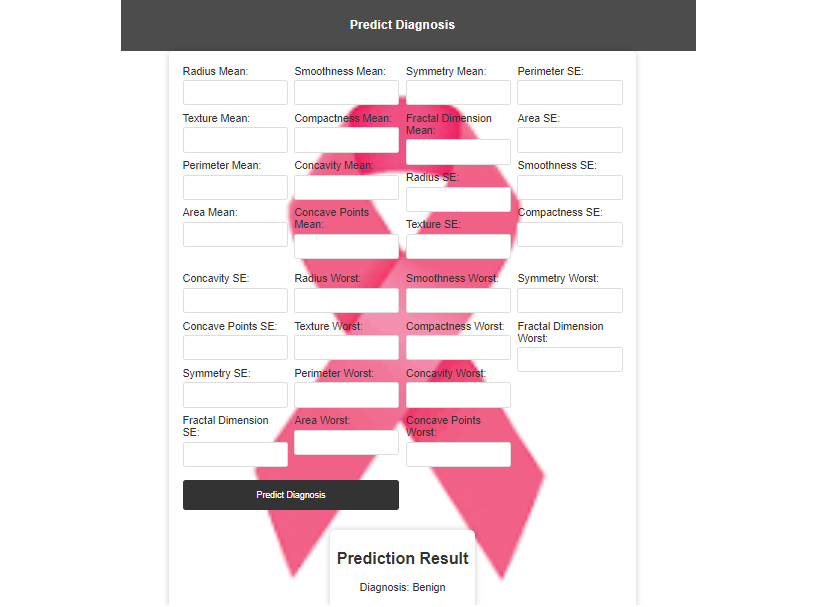 Predict Diagnosis
Radius Mean:
Texture Mean:
Perimeter Mean:
Area Mean:
Smoothness Mean:
Compactness Mean:
Concavity Mean:
Concave Points
Mean:
Symmetry Mean:
Fractal Dimension
Mean:
Radius SE:
Texture SE:
Perimeter SE:
Area SE:
Smoothness SE:
Compactness SE:
Concavity SE:
Concave Points SE:
Symmetry SE:
Fractal Dimension
SE:
Radius Worst:
Texture Worst:
Perimeter Worst:
Area Worst:
Smoothness Worst:
Compactness Worst:
Concavity Worst:
Concave Points
Worst:
Symmetry Worst:
Fractal Dimension
Worst:
Predict Diagnosis
Prediction Result
Diagnosis: Benign